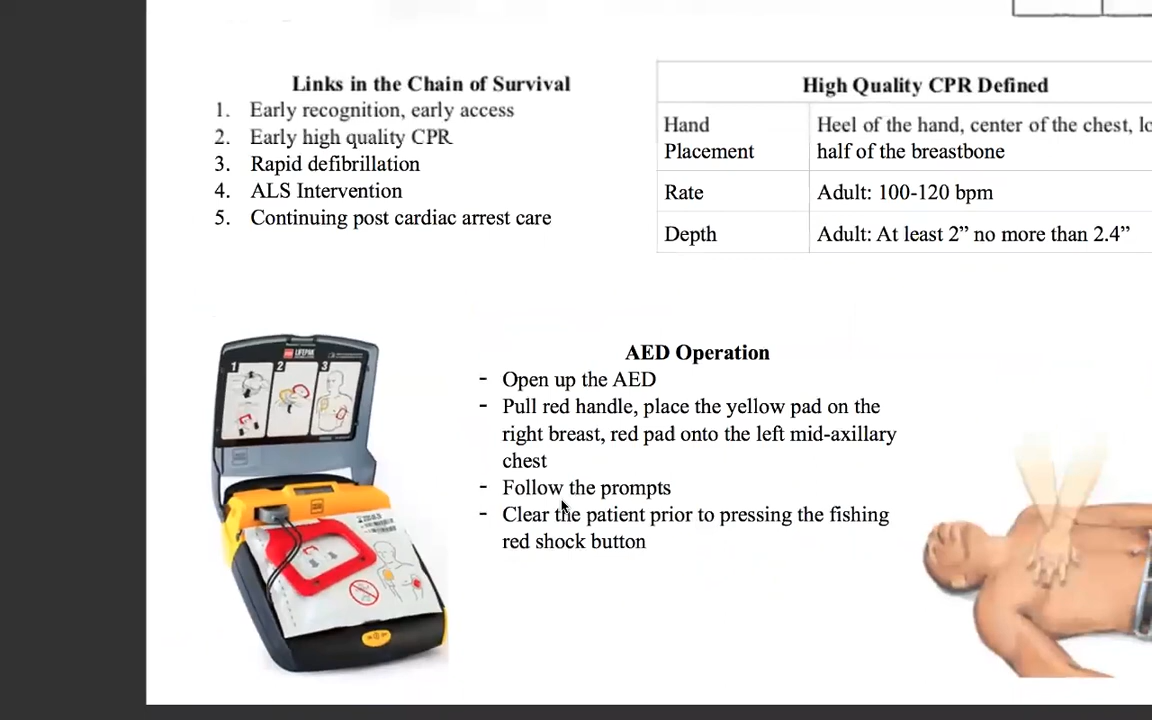 Links in the Chain of Survival
1. Early recognition, early access
2. Early high quality CPR
3. Rapid defibrillation
4. ALS Intervention
5. Continuing post cardiac arrest care
High Quality CPR Defined
Hand Placement
Heel of the hand, center of the chest,
half of the breastbone
Rate
Adult: 100-120 bpm
Depth
Adult: At least 2” no more than 2.4”
AED Operation
- Open up the AED
- Pull red handle, place the yellow pad on the
right breast, red pad onto the left mid-axillary
chest
- Follow the prompts
- Clear the patient prior to pressing the fishing
red shock button
LIFEPAK
1 2 3